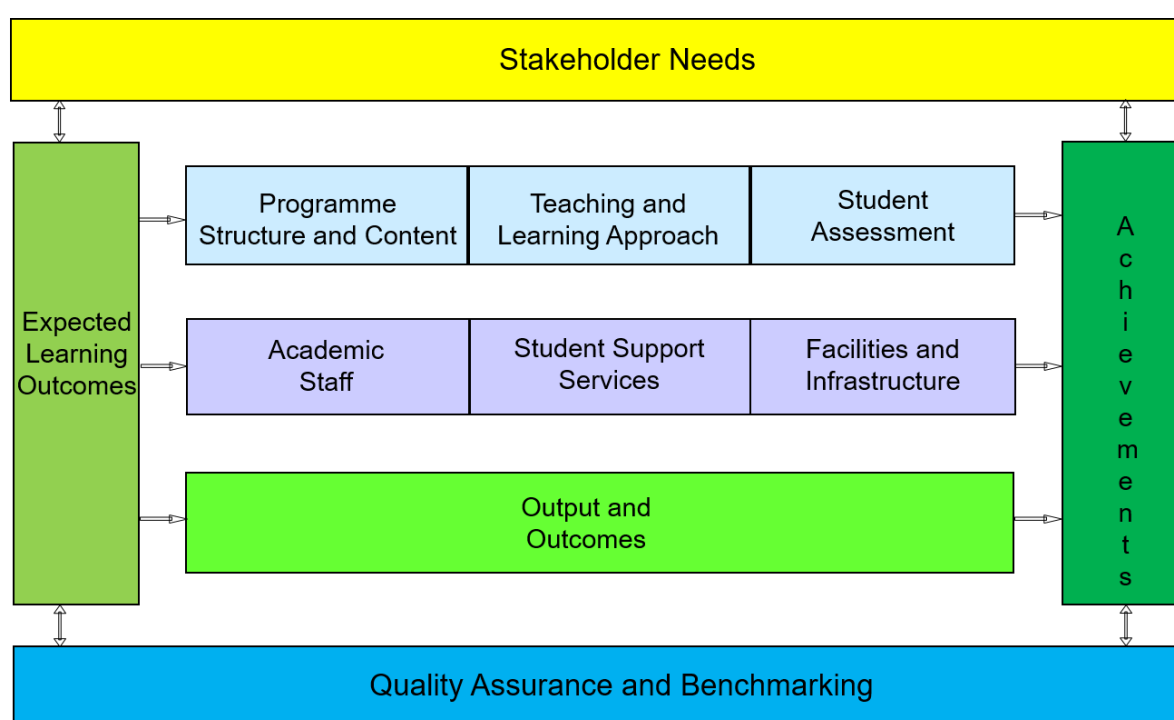 Stakeholder Needs
Programme
Structure and Content
Teaching and
Learning Approach
Student
Assessment
Expected
Learning
Outcomes
Academic
Staff
Student Support
Services
Facilities and
Infrastructure
Output and
Outcomes
Achievements
Quality Assurance and Benchmarking